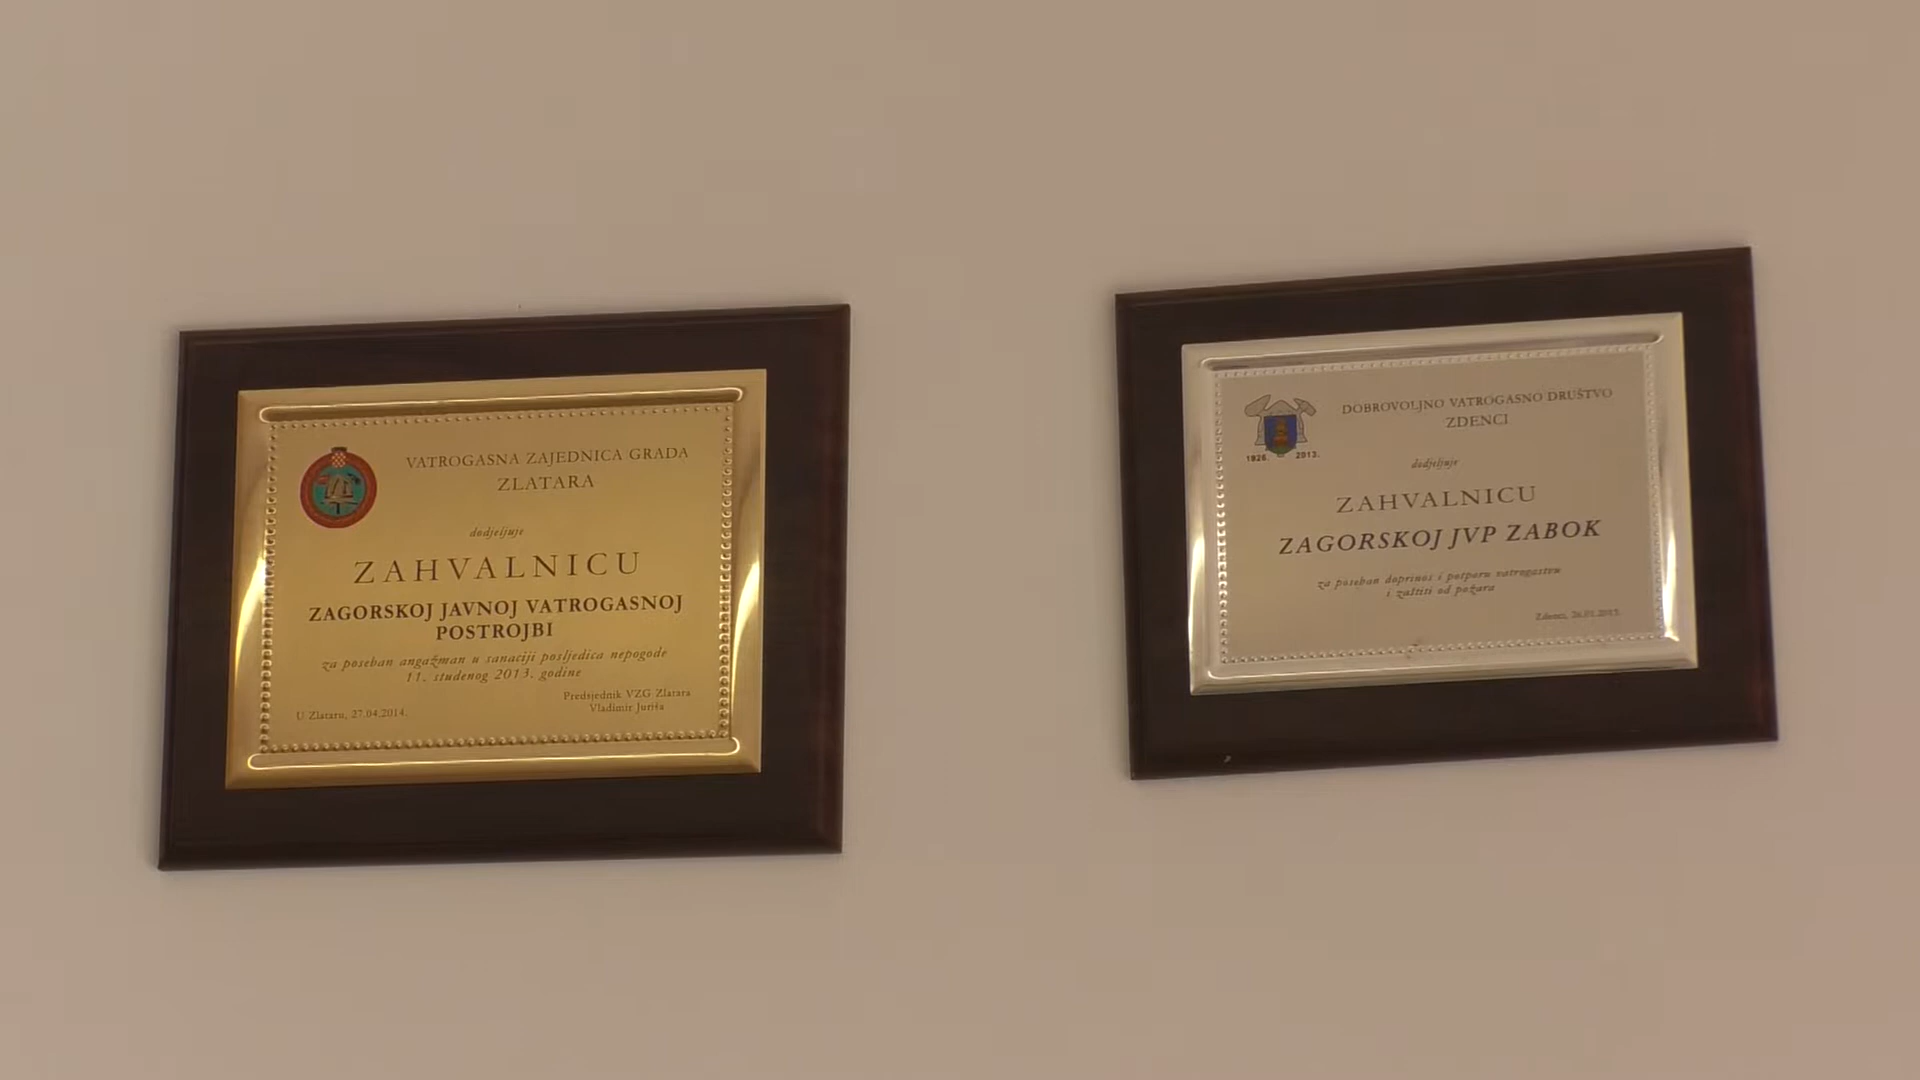 VATROGASNA ZAJEDNICA GRADA
ZLATARA
dodjeljuje
ZAHVALNICU
ZAGORSKOJ JAVNOJ VATROGASNOJ
POSTROJBI
za poseban angažman u sanaciji posljedica nepogode
11. studenog 2013. godine
Predsjednik VZG Zlatara
Vladimir Juriša
U Zlataru, 27.04.2014.
DOBROVOLJNO VATROGASNO DRUŠTVO
ZDENCI
1926. 2013.
dodjeljuje
ZAHVALNICU
ZAGORSKOJ JVP ZABOK
za poseban doprinos i potporu vatrogastvu
i zaštiti od požara
Zdenci,